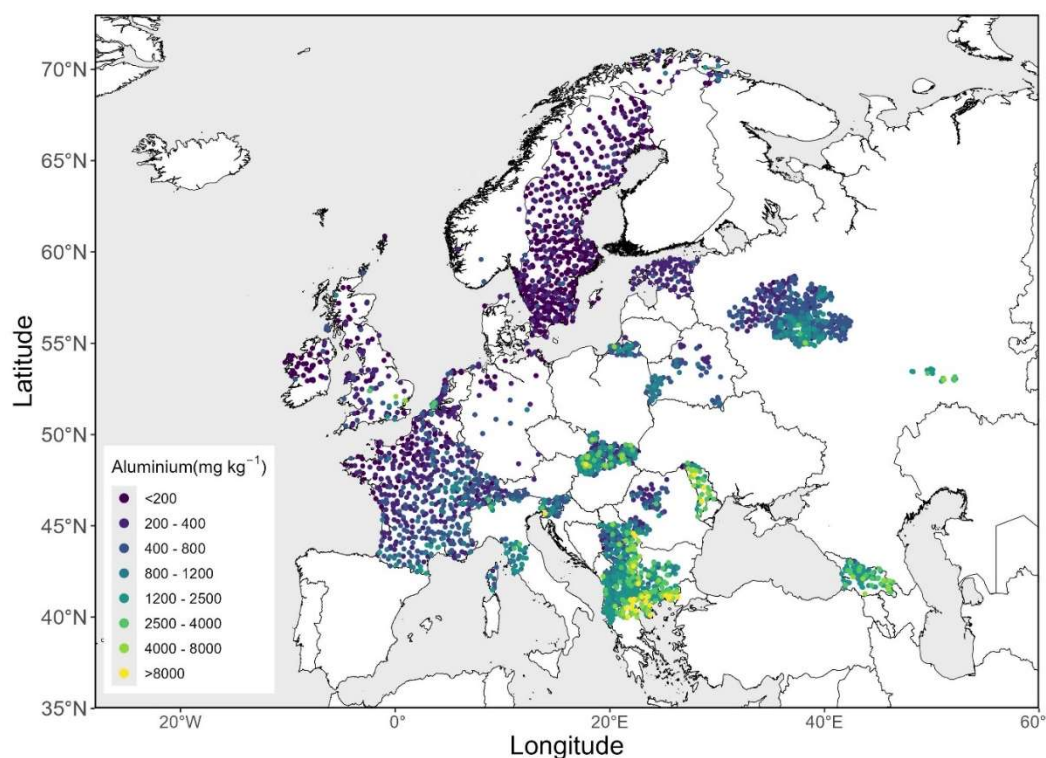 70°N
65°N
60°N
55°N
50°N
45°N
40°N
35°N
Latitude
Aluminium(mg kg⁻¹)
<200
200 - 400
400 - 800
800 - 1200
1200 - 2500
2500 - 4000
4000 - 8000
>8000
20°W 0° 20°E 40°E 60°
Longitude